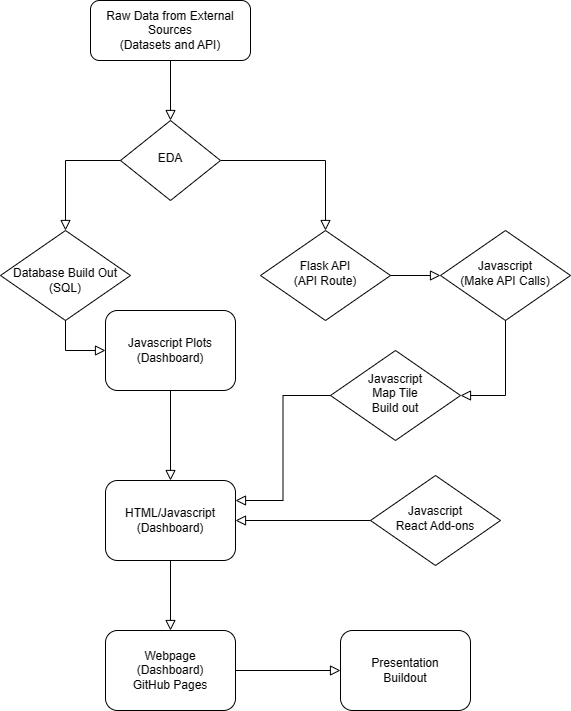 Raw Data from External
Sources
(Datasets and API)
EDA
Database Build Out
(SQL)
Flask API
(API Route)
Javascript
(Make API Calls)
Javascript Plots
(Dashboard)
Javascript
Map Tile
Build out
HTML/Javascript
(Dashboard)
Javascript
React Add-ons
Webpage
(Dashboard)
GitHub Pages
Presentation
Buildout